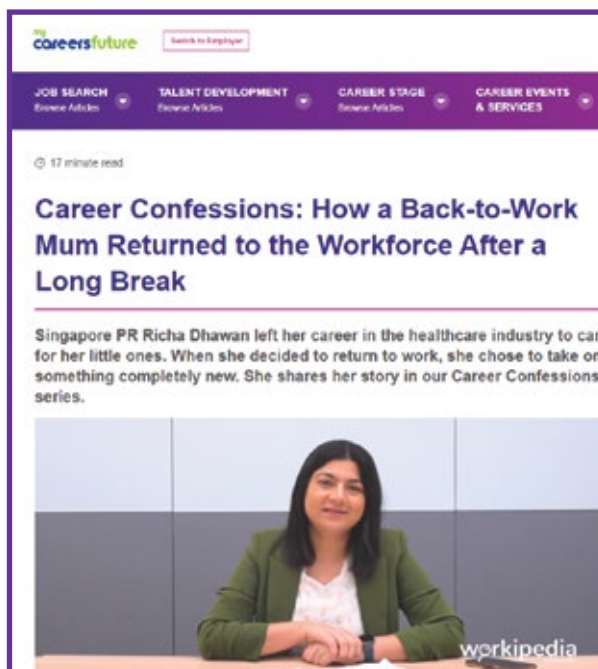 my
careersfuture
Switch to Employer
JOB SEARCH
Browse Articles
TALENT DEVELOPMENT
Browse Articles
CAREER STAGE
Browse Articles
CAREER EVENTS
& SERVICES
17 minute read
Career Confessions: How a Back-to-Work
Mum Returned to the Workforce After a
Long Break
Singapore PR Richa Dhawan left her career in the healthcare industry to car
for her little ones. When she decided to return to work, she chose to take on
something completely new. She shares her story in our Career Confessions
series.
workipedia